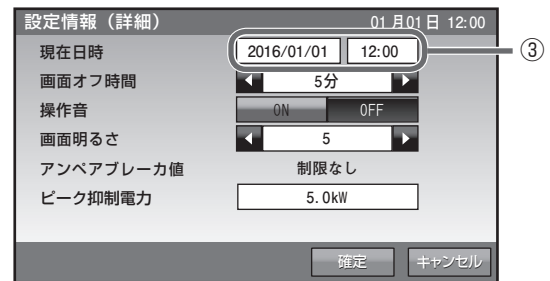 設定情報（詳細） 01月01日 12:00
現在日時 2016/01/01 12:00 ③
画面オフ時間 5分
操作音 ON OFF
画面明るさ 5
アンペアブレーカ値 制限なし
ピーク抑制電力 5.0kW
確定 キャンセル